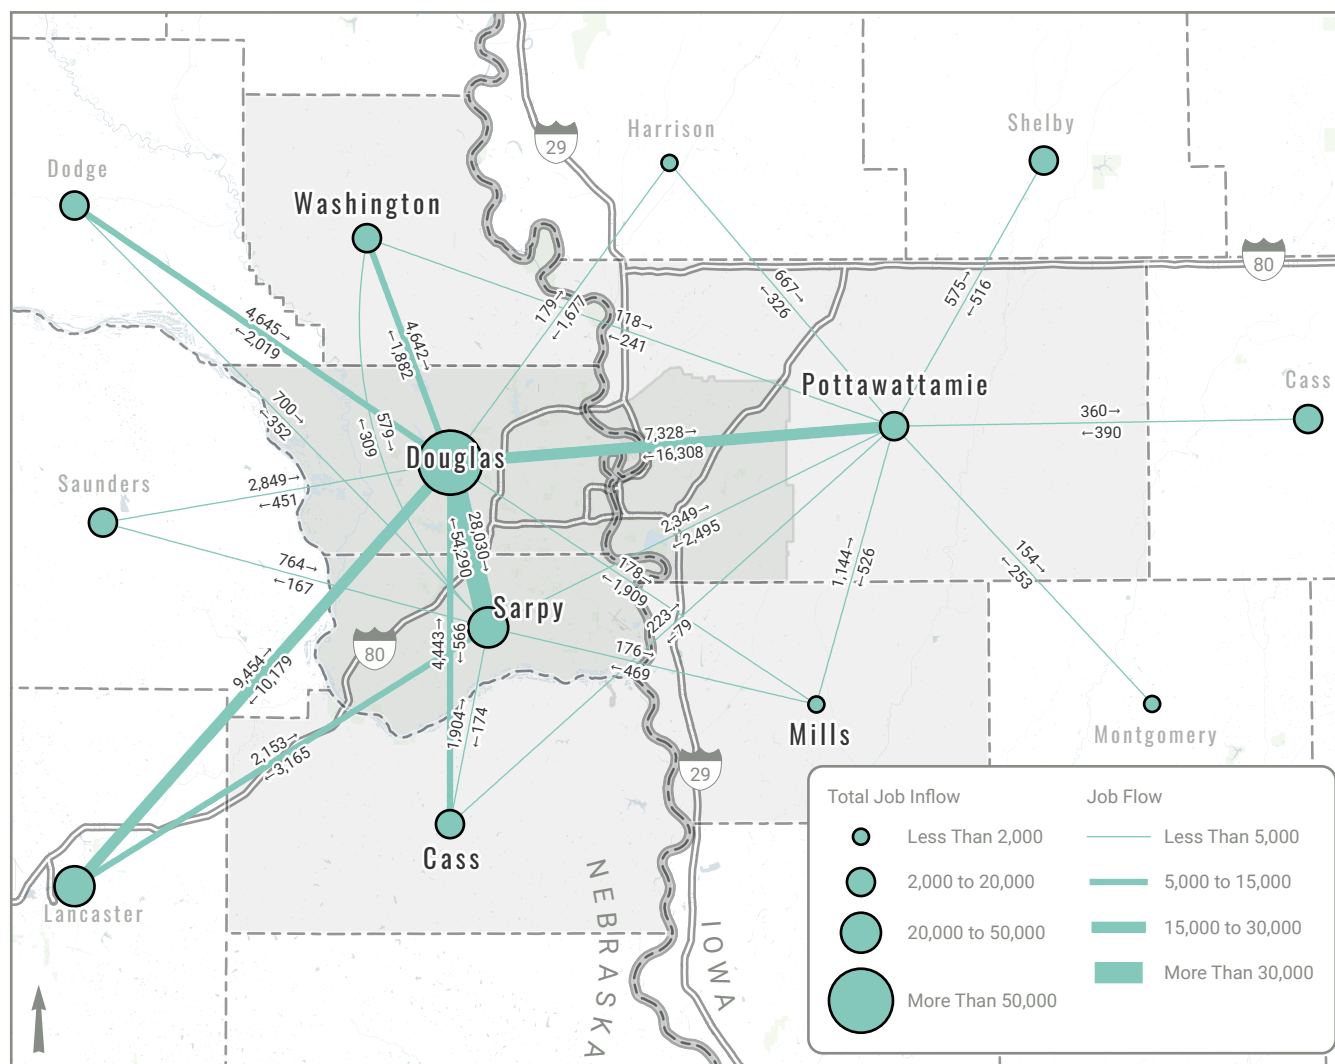 Shelby
Harrison
29
Dodge
Washington
80
667→
←326
575→
←516
179→
←1,677
118→
←241
4,645→
←2,019
4,642→
←1,882
Pottawattamie
Cass
360→
←390
700→
←352
579→
←309
7,328→
←16,308
Douglas
Saunders
2,849→
←451
28,030→
←54,290
2,349→
←2,495
764→
←167
178→
←1,909
1,144→
←526
154→
←253
Sarpy
223→
←79
80
4,443→
←566
176→
←469
9,454→
←10,179
1,904→
←174
2,153→
←3,165
Mills
Montgomery
29
Cass
Lancaster
NEBRASKA
IOWA
Total Job Inflow
Less Than 2,000
2,000 to 20,000
20,000 to 50,000
More Than 50,000
Job Flow
Less Than 5,000
5,000 to 15,000
15,000 to 30,000
More Than 30,000